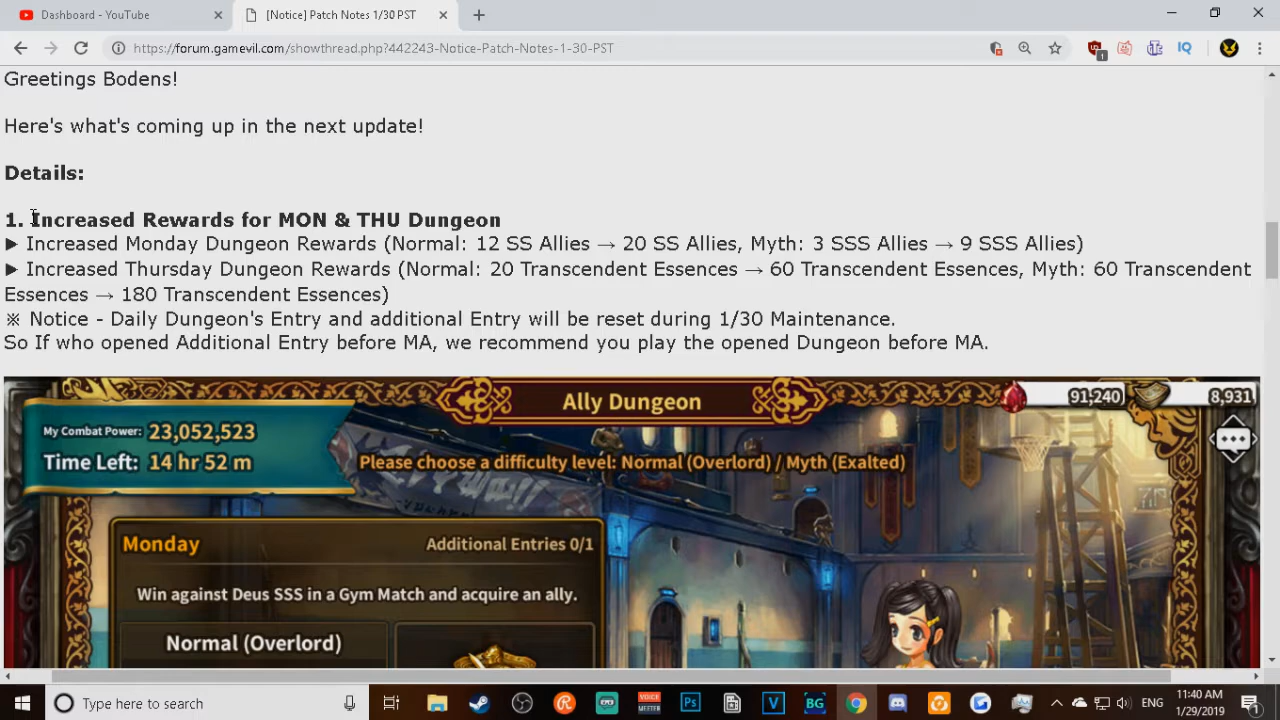 Dashboard - YouTube
[Notice] Patch Notes 1/30 PST
https://forum.gamevil.com/showthread.php?442243-Notice-Patch-Notes-1-30-PST
1
IQ
Greetings Bodens!
Here's what's coming up in the next update!
Details:
1. Increased Rewards for MON & THU Dungeon
► Increased Monday Dungeon Rewards (Normal: 12 SS Allies → 20 SS Allies, Myth: 3 SSS Allies → 9 SSS Allies)
► Increased Thursday Dungeon Rewards (Normal: 20 Transcendent Essences → 60 Transcendent Essences, Myth: 60 Transcendent
Essences → 180 Transcendent Essences)
※ Notice - Daily Dungeon's Entry and additional Entry will be reset during 1/30 Maintenance.
So If who opened Additional Entry before MA, we recommend you play the opened Dungeon before MA.
Ally Dungeon
91,240
8,931
My Combat Power: 23,052,523
Time Left: 14 hr 52 m
Please choose a difficulty level: Normal (Overlord) / Myth (Exalted)
Monday
Additional Entries 0/1
Win against Deus SSS in a Gym Match and acquire an ally.
Normal (Overlord)
Type here to search
VOICE
MEETER
Ps
V
BG
ENG
11:40 AM
1/29/2019
1